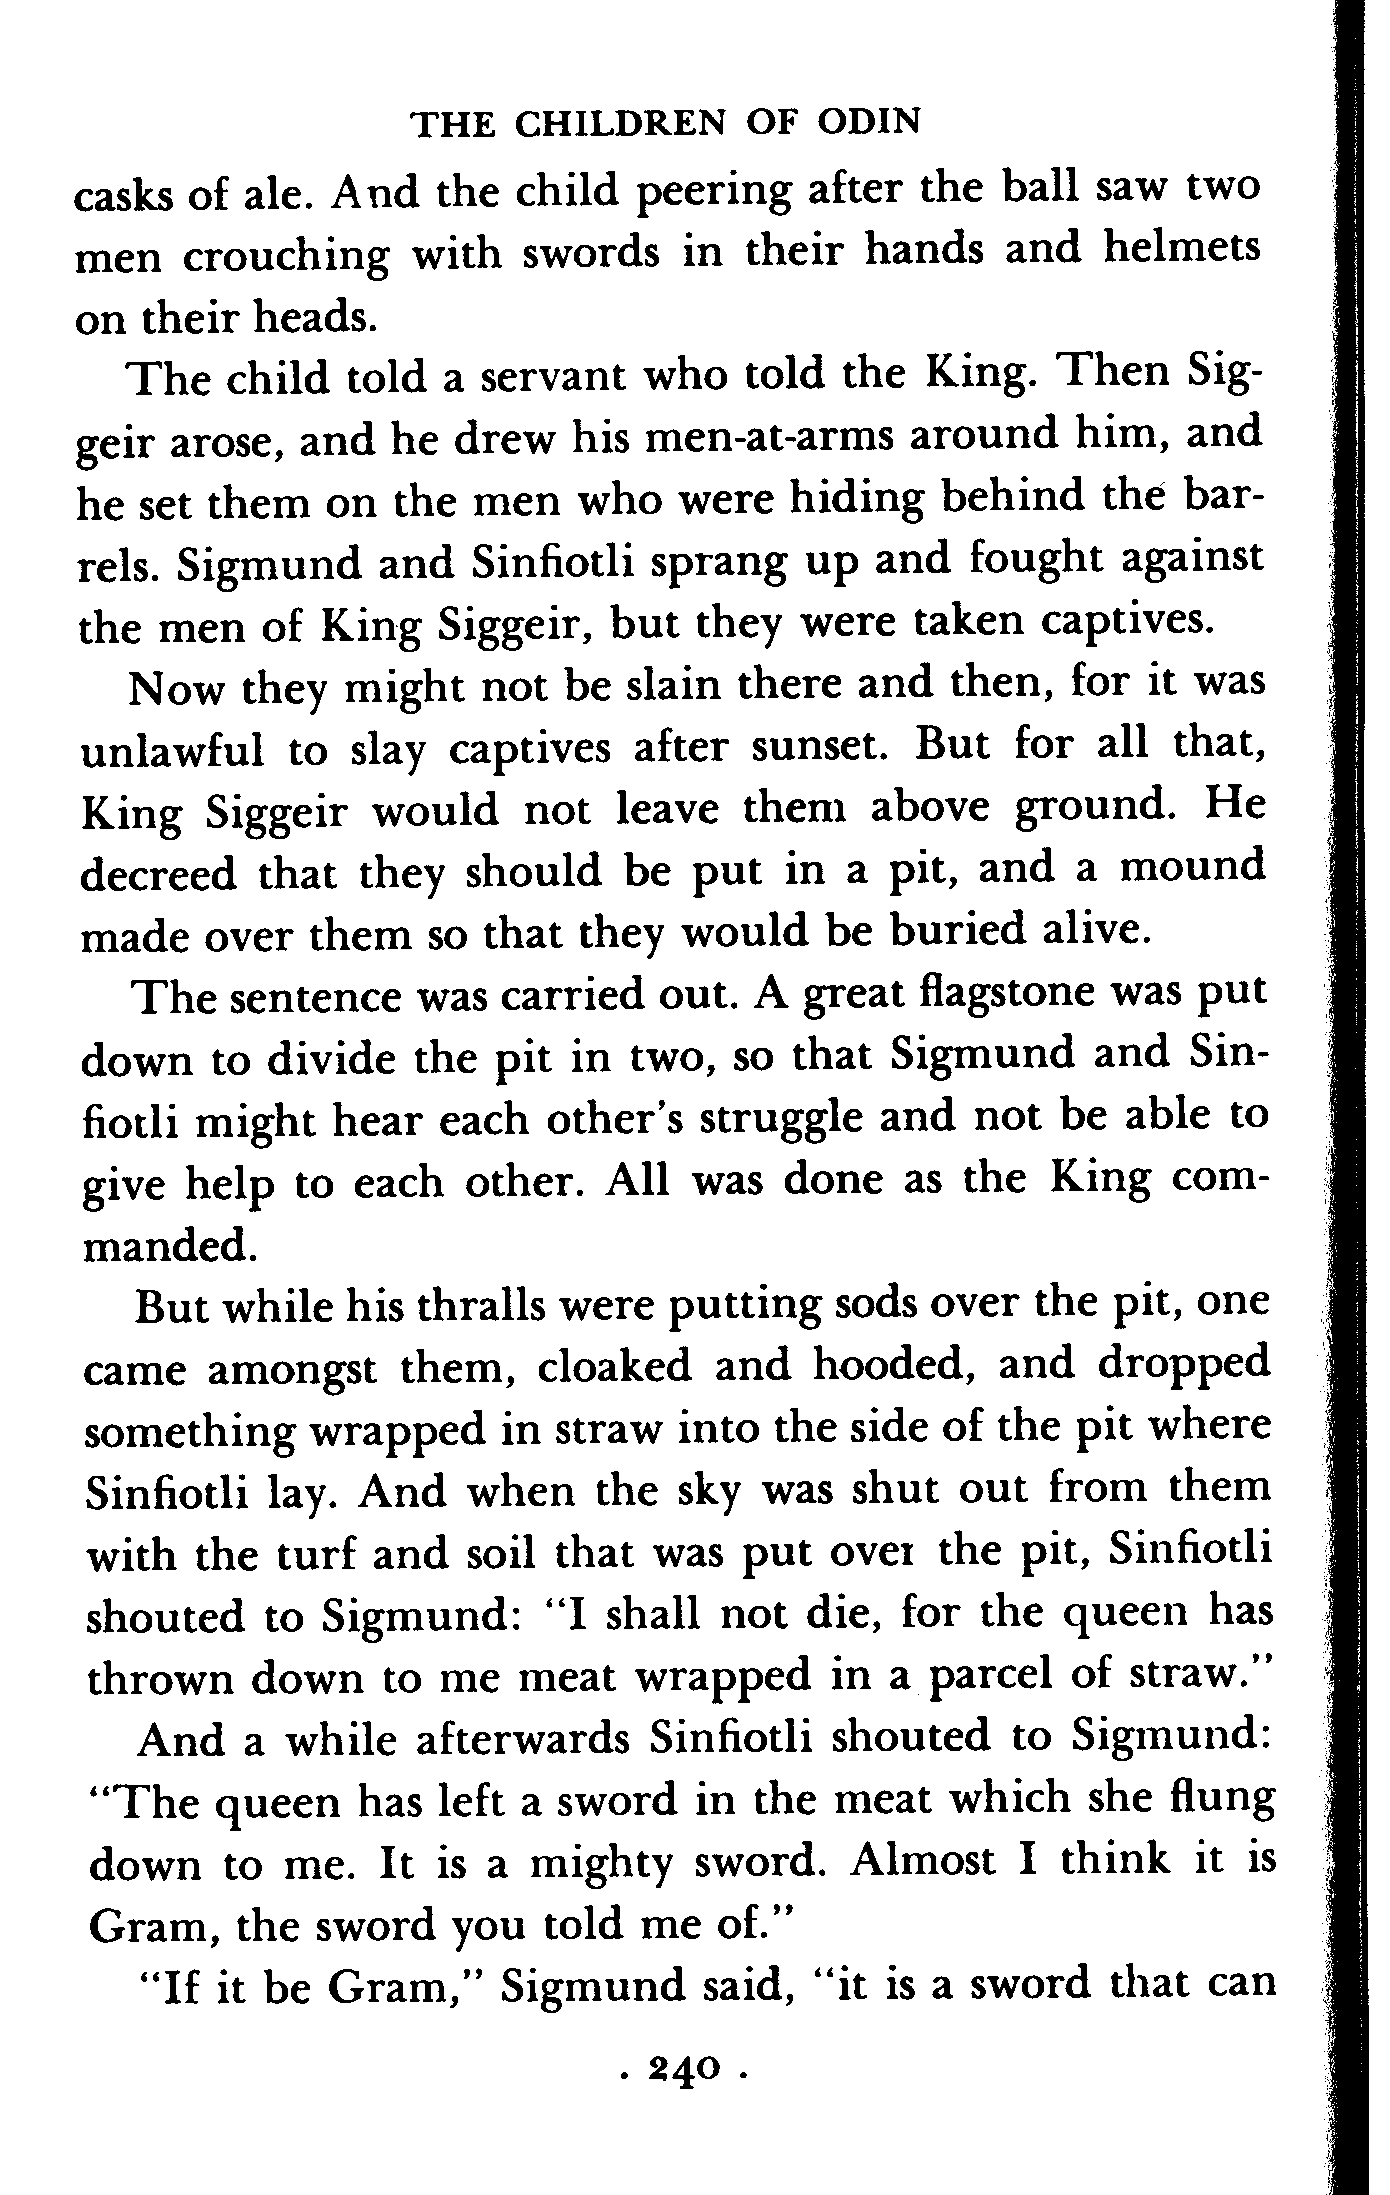 THE CHILDREN OF ODIN
casks of ale. And the child peering after the ball saw two
men crouching with swords in their hands and helmets
on their heads.
The child told a servant who told the King. Then Sig-
geir arose, and he drew his men-at-arms around him, and
he set them on the men who were hiding behind the bar-
rels. Sigmund and Sinfiotli sprang up and fought against
the men of King Siggeir, but they were taken captives.
Now they might not be slain there and then, for it was
unlawful to slay captives after sunset. But for all that,
King Siggeir would not leave them above ground. He
decreed that they should be put in a pit, and a mound
made over them so that they would be buried alive.
The sentence was carried out. A great flagstone was put
down to divide the pit in two, so that Sigmund and Sin-
fiotli might hear each other's struggle and not be able to
give help to each other. All was done as the King com-
manded.
But while his thralls were putting sods over the pit, one
came amongst them, cloaked and hooded, and dropped
something wrapped in straw into the side of the pit where
Sinfiotli lay. And when the sky was shut out from them
with the turf and soil that was put over the pit, Sinfiotli
shouted to Sigmund: "I shall not die, for the queen has
thrown down to me meat wrapped in a parcel of straw."
And a while afterwards Sinfiotli shouted to Sigmund:
"The queen has left a sword in the meat which she flung
down to me. It is a mighty sword. Almost I think it is
Gram, the sword you told me of."
"If it be Gram," Sigmund said, "it is a sword that can
. 240 .